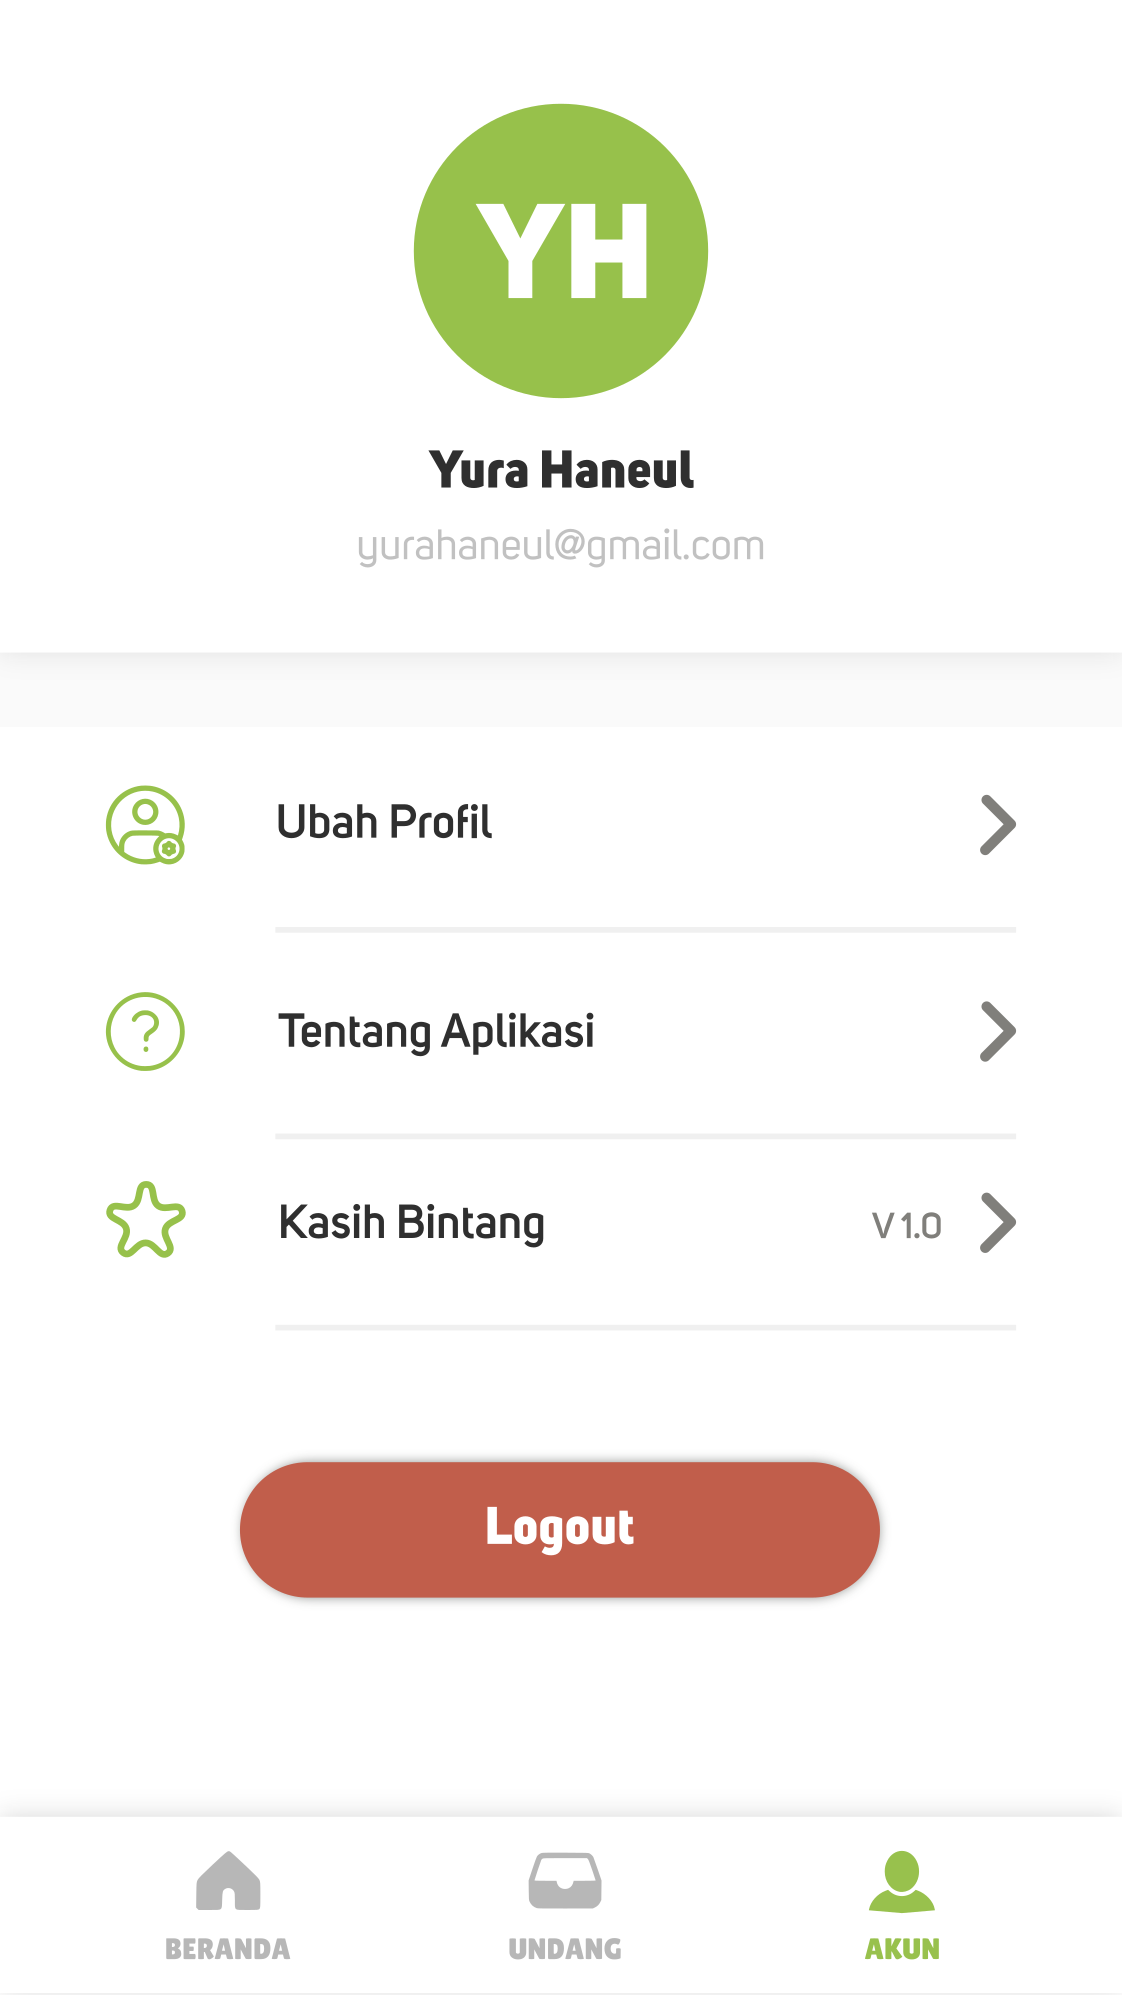 YH
Yura Haneul
yurahaneul@gmail.com
Ubah Profil
Tentang Aplikasi
Kasih Bintang V 1.0
Logout
BERANDA UNDANG AKUN